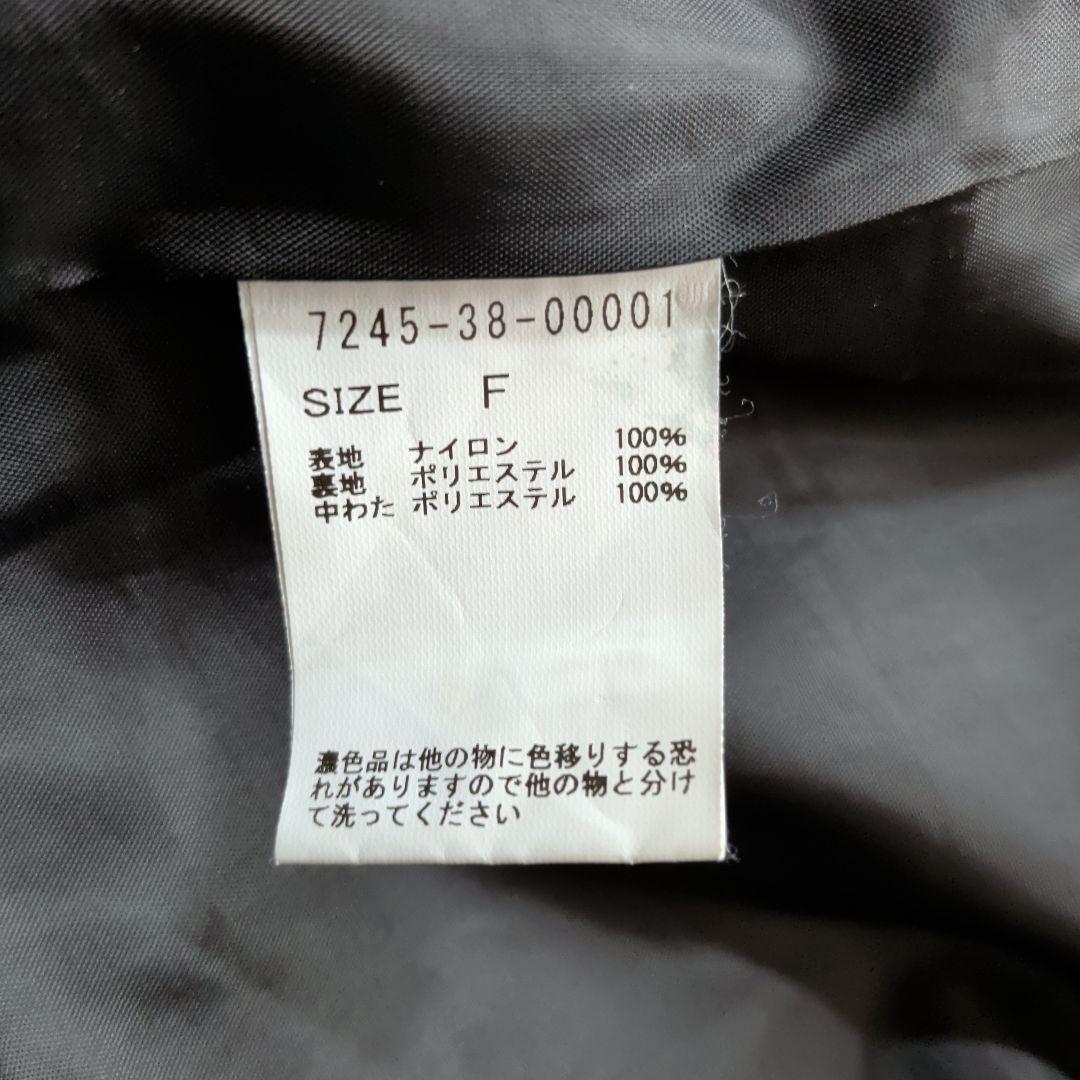 7245-38-00001
SIZE F
表地 ナイロン 100%
裏地 ポリエステル 100%
中わた ポリエステル 100%
濃色品は他の物に色移りする恐
れがありますので他の物と分け
て洗ってください